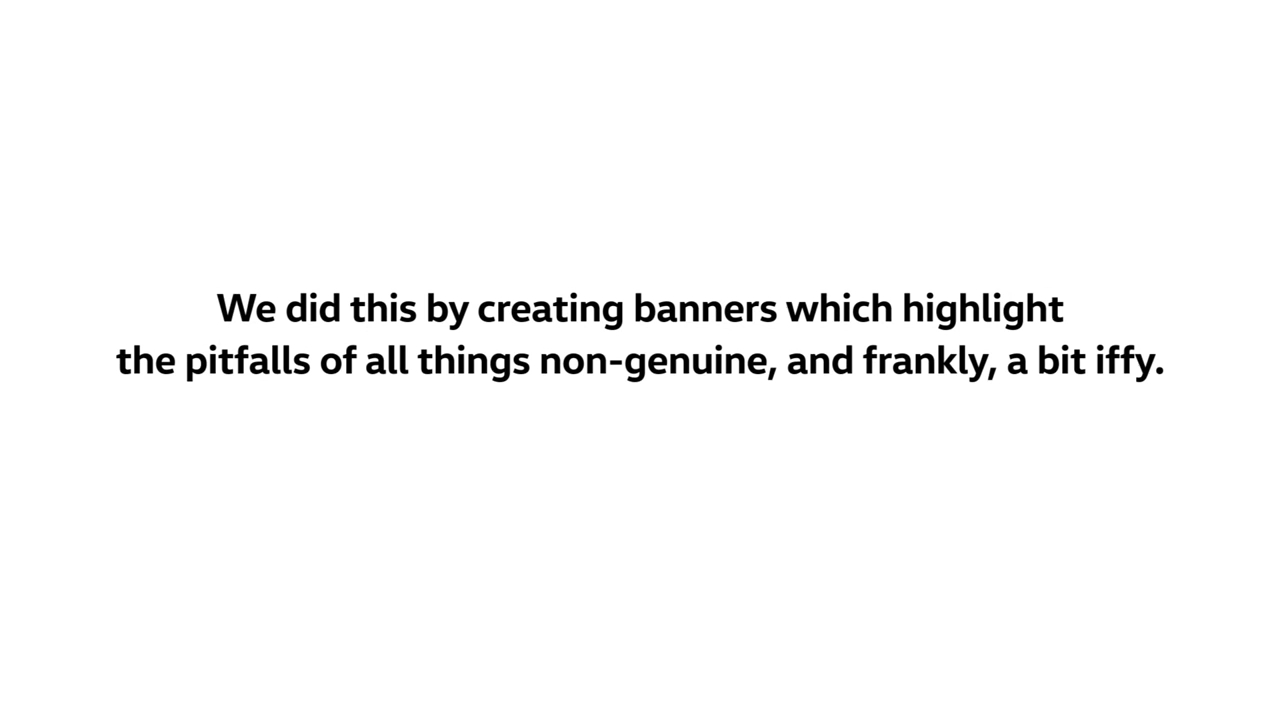 We did this by creating banners which highlight
the pitfalls of all things non-genuine, and frankly, a bit iffy.